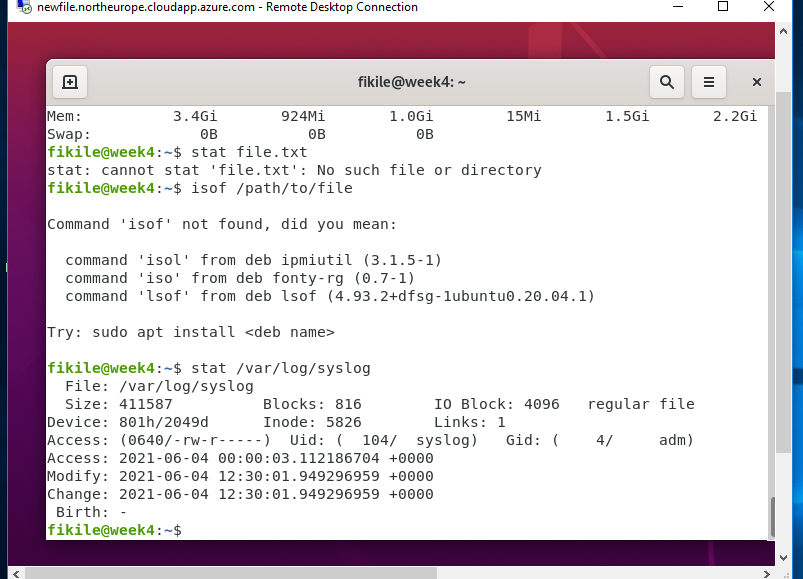 newfile.northeurope.cloudapp.azure.com - Remote Desktop Connection
fikile@week4: ~
Mem: 3.4Gi 924Mi 1.0Gi 15Mi 1.5Gi 2.2Gi
Swap: 0B 0B 0B
fikile@week4:~$ stat file.txt
stat: cannot stat 'file.txt': No such file or directory
fikile@week4:~$ isof /path/to/file
Command 'isof' not found, did you mean:
command 'isol' from deb ipmiutil (3.1.5-1)
command 'iso' from deb fonty-rg (0.7-1)
command 'lsof' from deb lsof (4.93.2+dfsg-1ubuntu0.20.04.1)
Try: sudo apt install <deb name>
fikile@week4:~$ stat /var/log/syslog
File: /var/log/syslog
Size: 411587 Blocks: 816 IO Block: 4096 regular file
Device: 801h/2049d Inode: 5826 Links: 1
Access: (0640/-rw-r-----) Uid: ( 104/ syslog) Gid: ( 4/ adm)
Access: 2021-06-04 00:00:03.112186704 +0000
Modify: 2021-06-04 12:30:01.949296959 +0000
Change: 2021-06-04 12:30:01.949296959 +0000
Birth: -
fikile@week4:~$